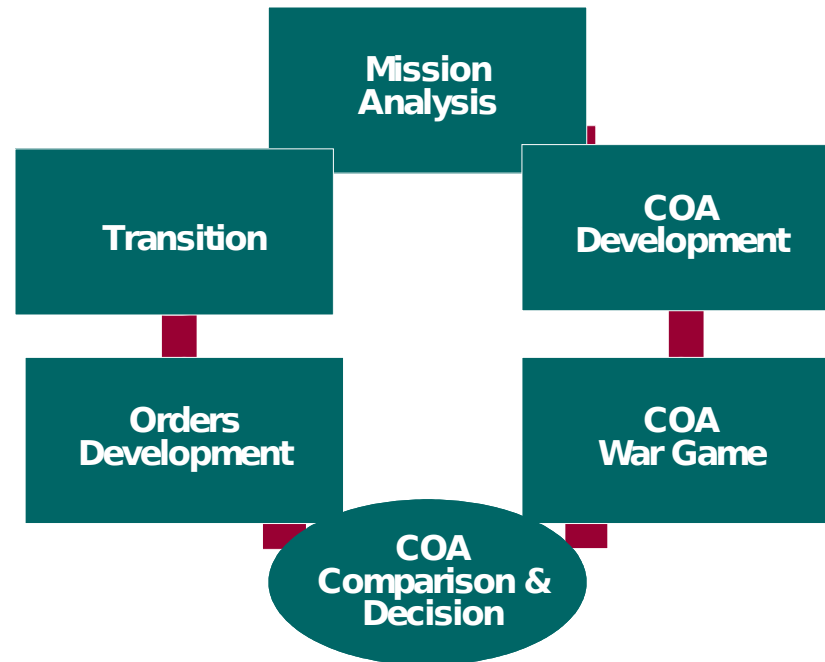 Mission
Analysis
Transition
COA
Development
Orders
Development
COA
War Game
COA
Comparison &
Decision